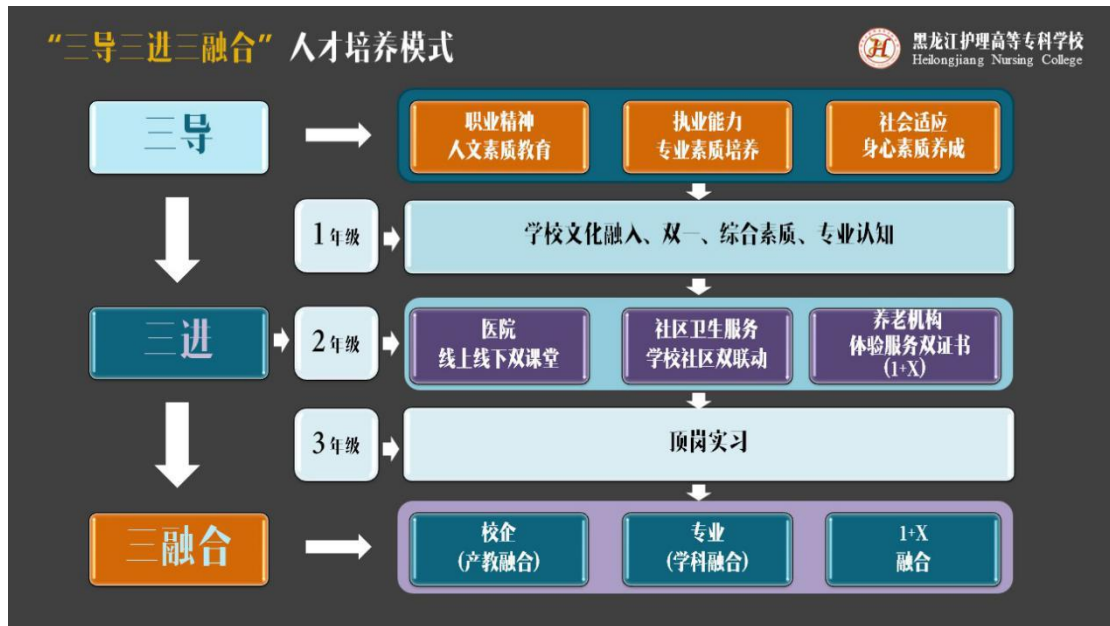 “三导三进三融合”人才培养模式
黑龙江护理高等专科学校
Heilongjiang Nursing College
三导
职业精神
人文素质教育
执业能力
专业素质培养
社会适应
身心素质养成
1年级
学校文化融入、双一、综合素质、专业认知
三进
2年级
医院
线上线下双课堂
社区卫生服务
学校社区双联动
养老机构
体验服务双证书
(1+X)
3年级
顶岗实习
三融合
校企
(产教融合)
专业
(学科融合)
1+X
融合